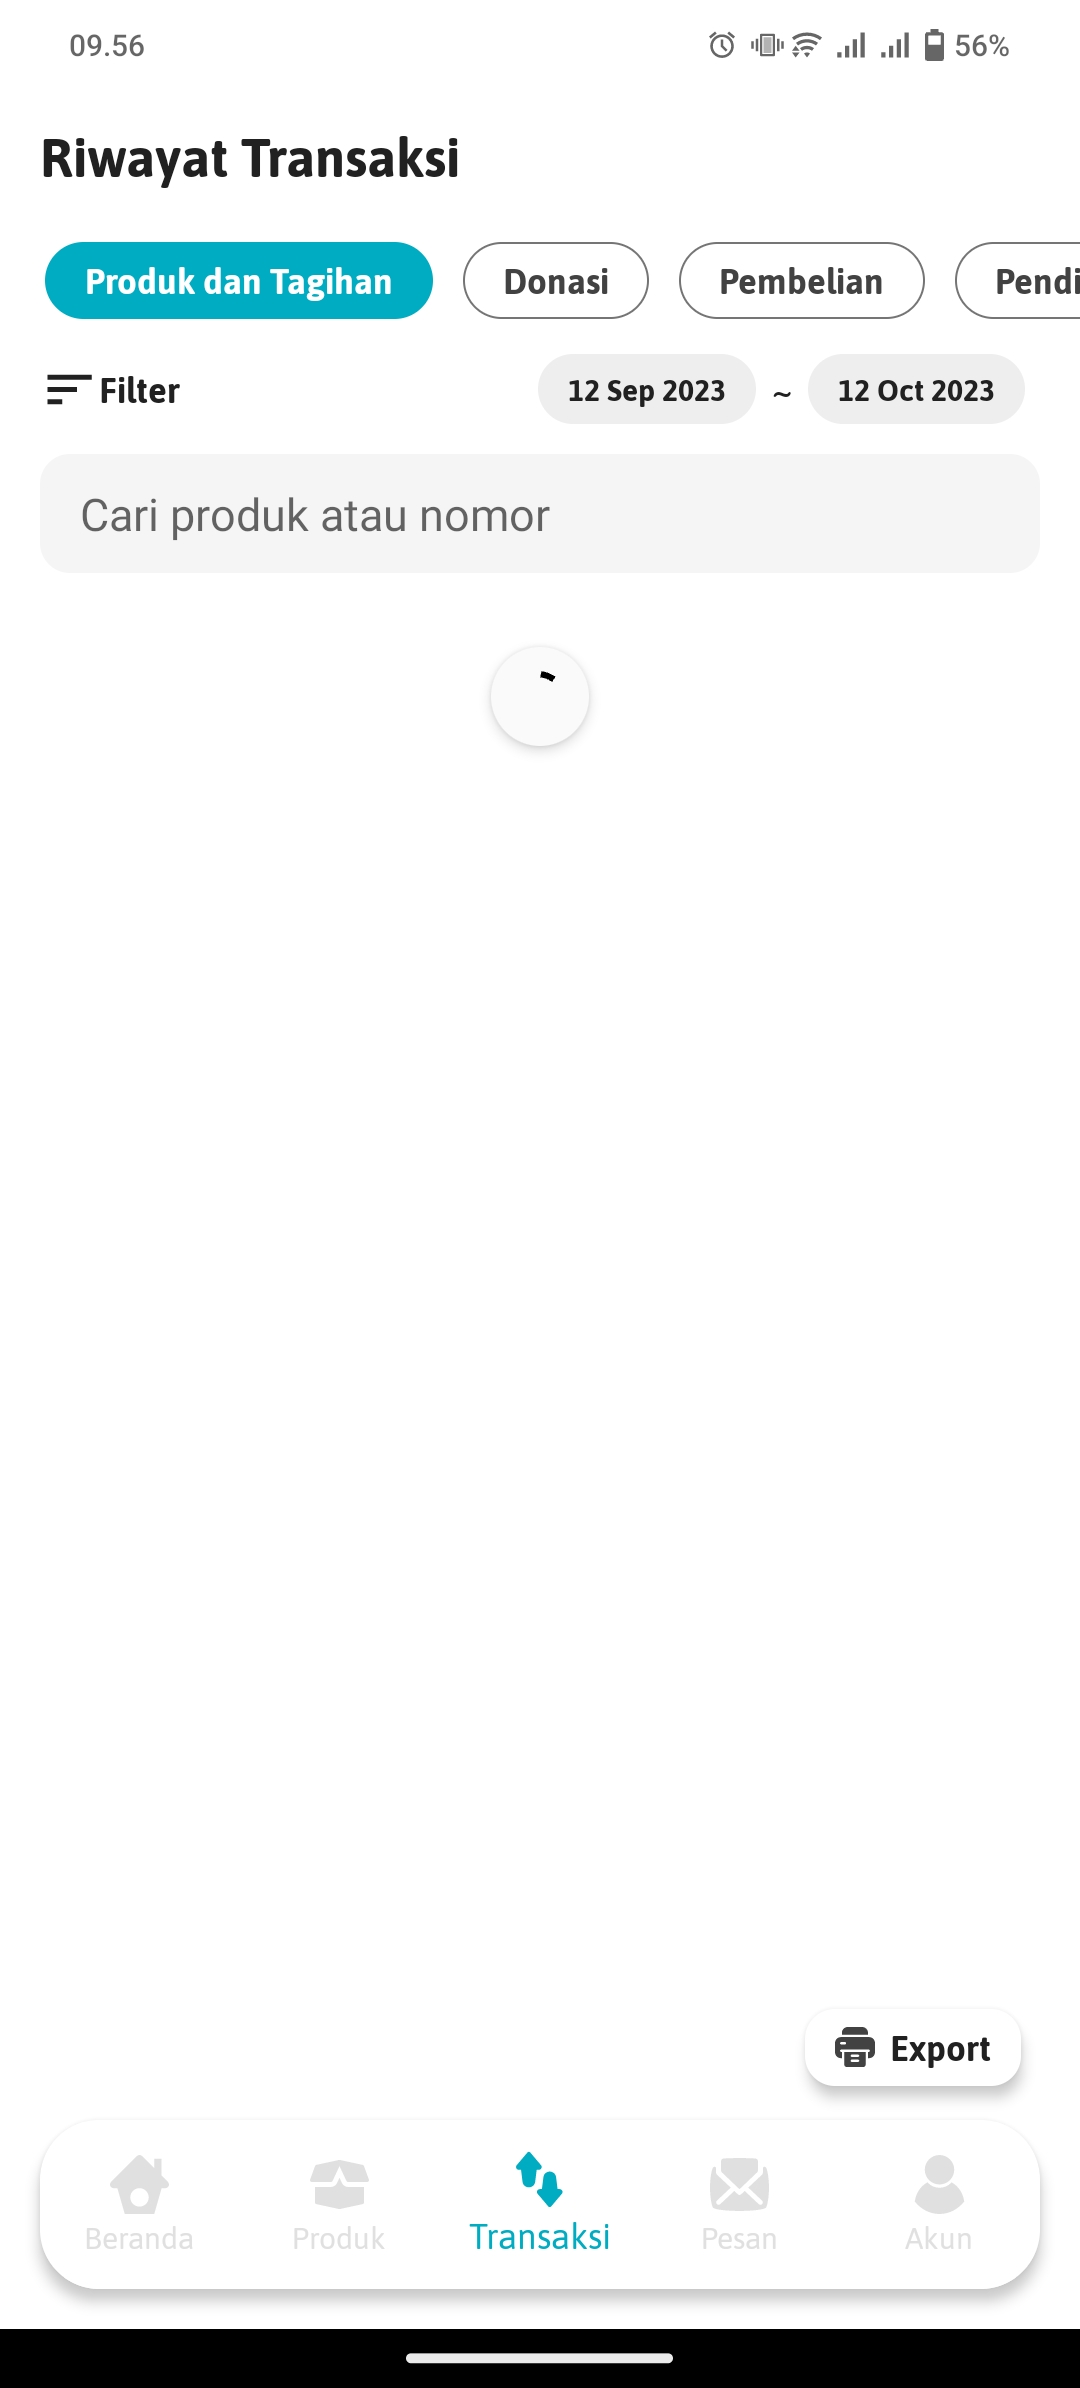 09.56 56%
Riwayat Transaksi
Produk dan Tagihan Donasi Pembelian Pendi
Filter 12 Sep 2023 ~ 12 Oct 2023
Cari produk atau nomor
Export
Beranda Produk Transaksi Pesan Akun